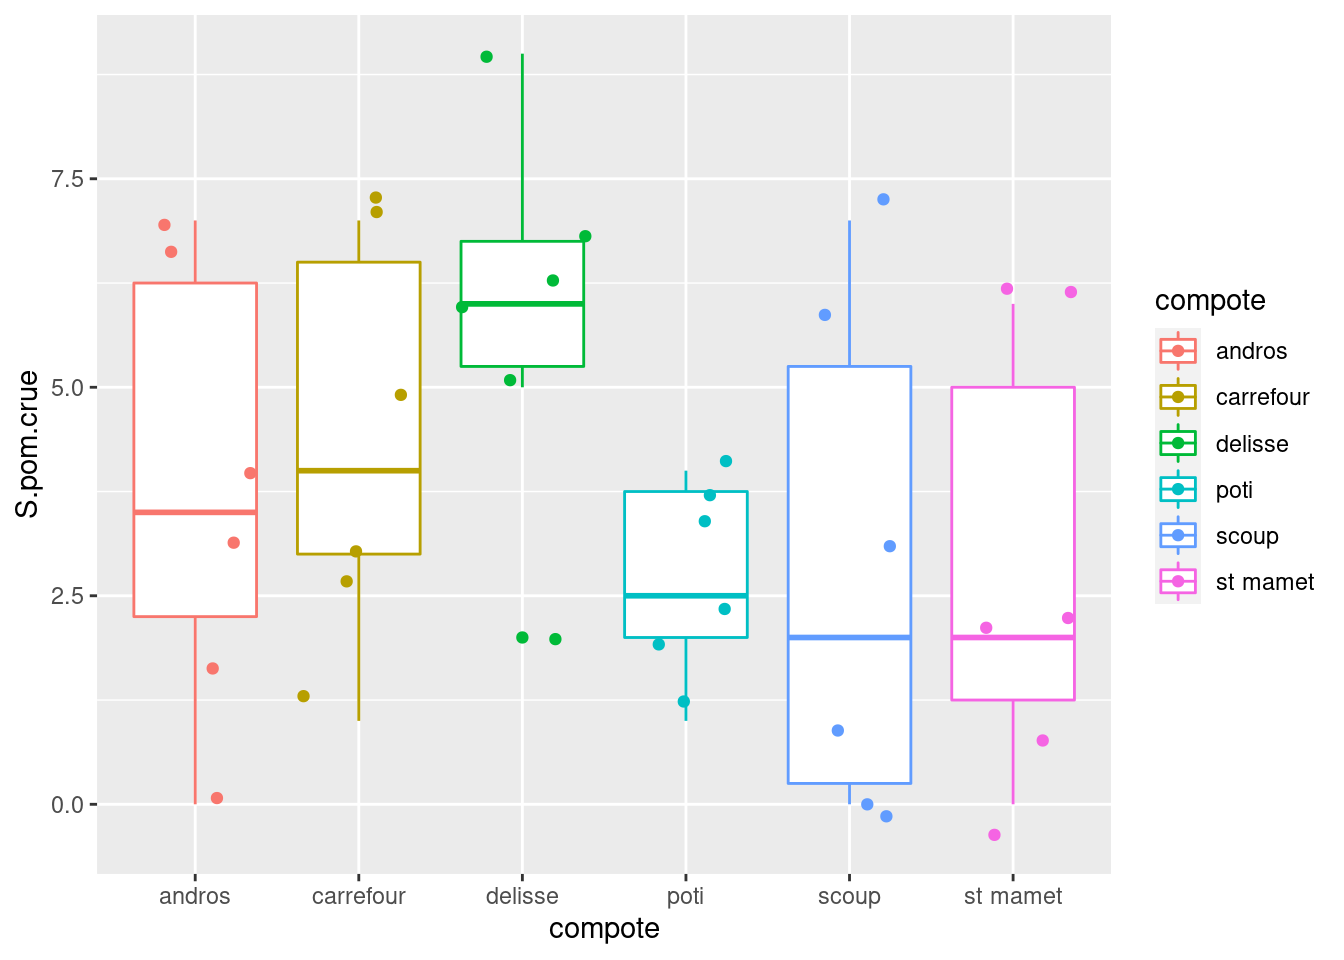 S.pom.crue
7.5
5.0
2.5
0.0
andros
carrefour
delisse
poti
scoup
st mamet
compote
compote
andros
carrefour
delisse
poti
scoup
st mamet